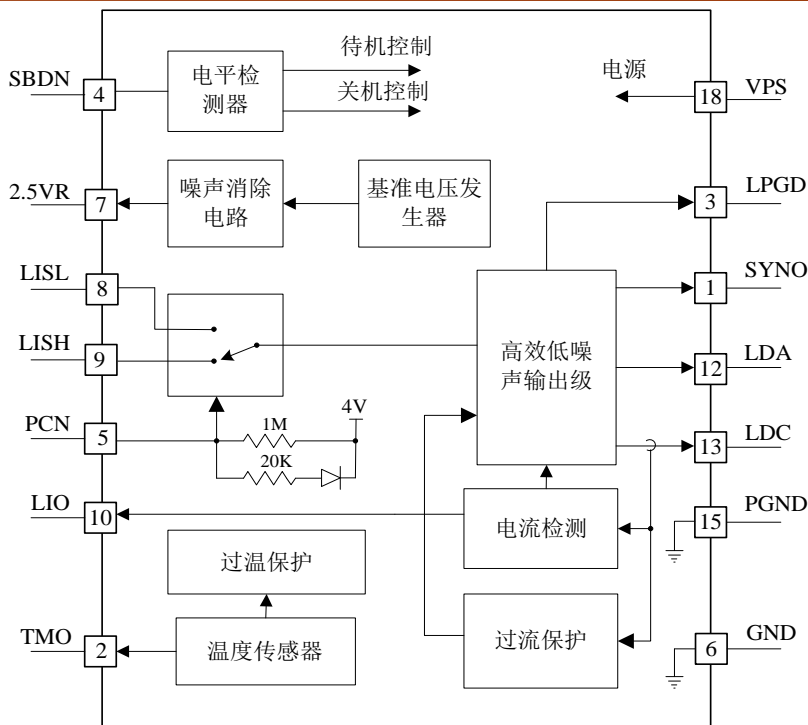 待机控制
SBDN
4
电平检
测器
关机控制
电源
18
VPS
2.5VR
7
噪声消除
电路
基准电压发
生器
3
LPGD
LISL
8
SYNO
1
LISH
9
高效低噪
声输出级
12
LDA
PCN
5
1M
20K
4V
13
LDC
LIO
10
电流检测
15
PGND
过温保护
TMO
2
温度传感器
过流保护
6
GND